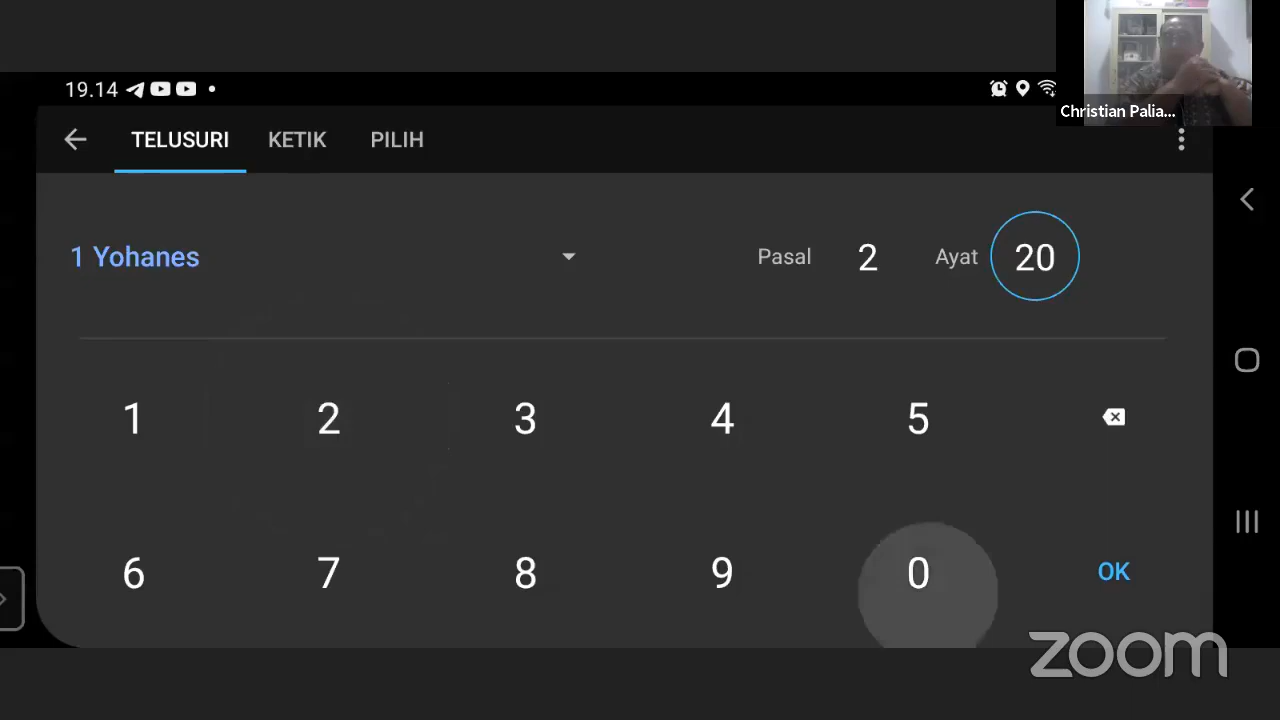 19.14
Christian Palia...
TELUSURI KETIK PILIH
1 Yohanes Pasal 2 Ayat 20
1 2 3 4 5
6 7 8 9 0 OK
zoom